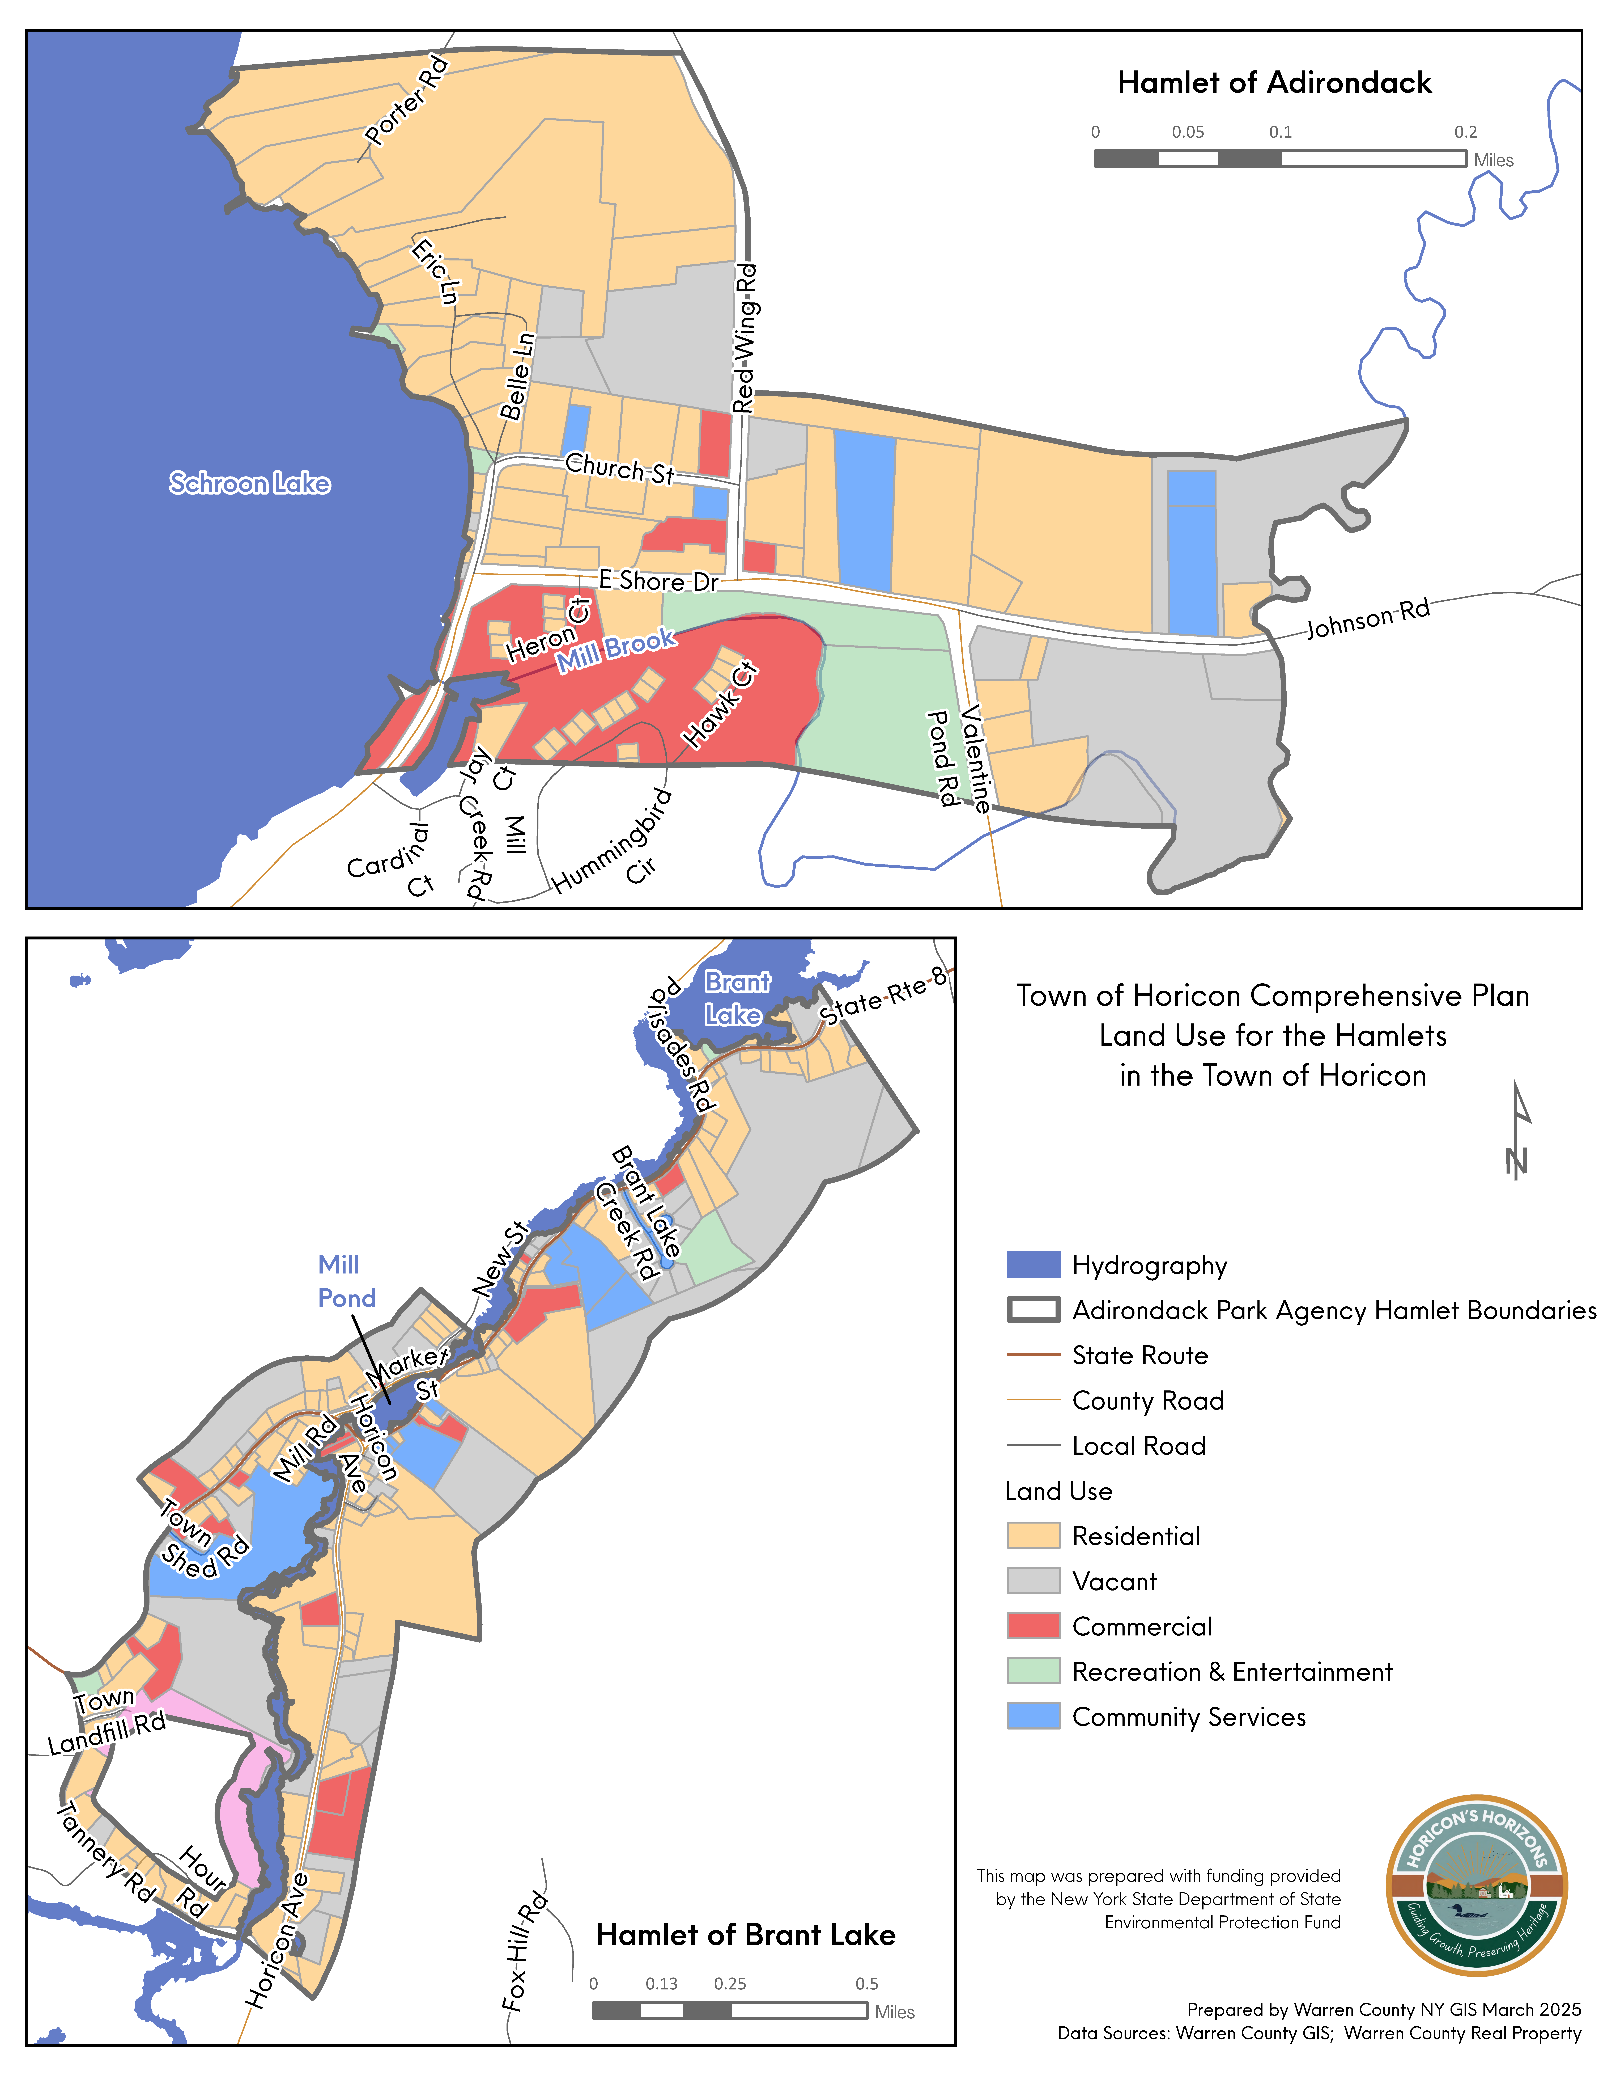 Hamlet of Adirondack
0 0.05 0.1 0.2
Miles
Porter Rd
Eric Ln
Belle Ln
Red Wing Rd
Church St
Schroon Lake
E Shore Dr
Heron Ct
Mill Brook
Hawk Ct
Johnson Rd
Valentine
Pond Rd
Jay
Ct
Mill
Creek Rd
Cardinal
Ct
Hummingbird
Cir
Brant
Lake
State Rte 8
Palisades Rd
Brant Lake
Creek Rd
New St
Mill
Pond
Market
St
Horicon
Ave
Mill Rd
Town
Shed Rd
Town
Landfill Rd
Tannery Rd
Hour
Rd
Horicon Ave
Fox Hill Rd
Hamlet of Brant Lake
0 0.13 0.25 0.5
Miles
Town of Horicon Comprehensive Plan
Land Use for the Hamlets
in the Town of Horicon
N
Hydrography
Adirondack Park Agency Hamlet Boundaries
State Route
County Road
Local Road
Land Use
Residential
Vacant
Commercial
Recreation & Entertainment
Community Services
This map was prepared with funding provided
by the New York State Department of State
Environmental Protection Fund
HORICON'S HORIZONS
Guiding Growth, Preserving Heritage
Prepared by Warren County NY GIS March 2025
Data Sources: Warren County GIS; Warren County Real Property